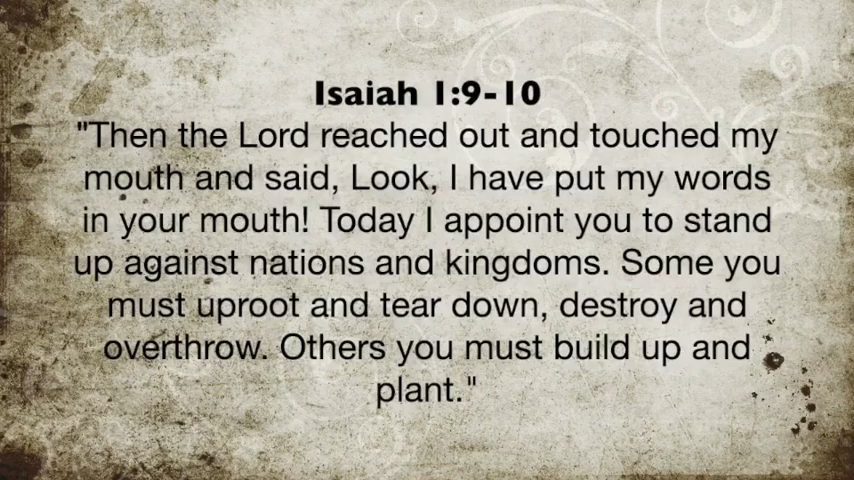 Isaiah 1:9-10
"Then the Lord reached out and touched my
mouth and said, Look, I have put my words
in your mouth! Today I appoint you to stand
up against nations and kingdoms. Some you
must uproot and tear down, destroy and
overthrow. Others you must build up and
plant."